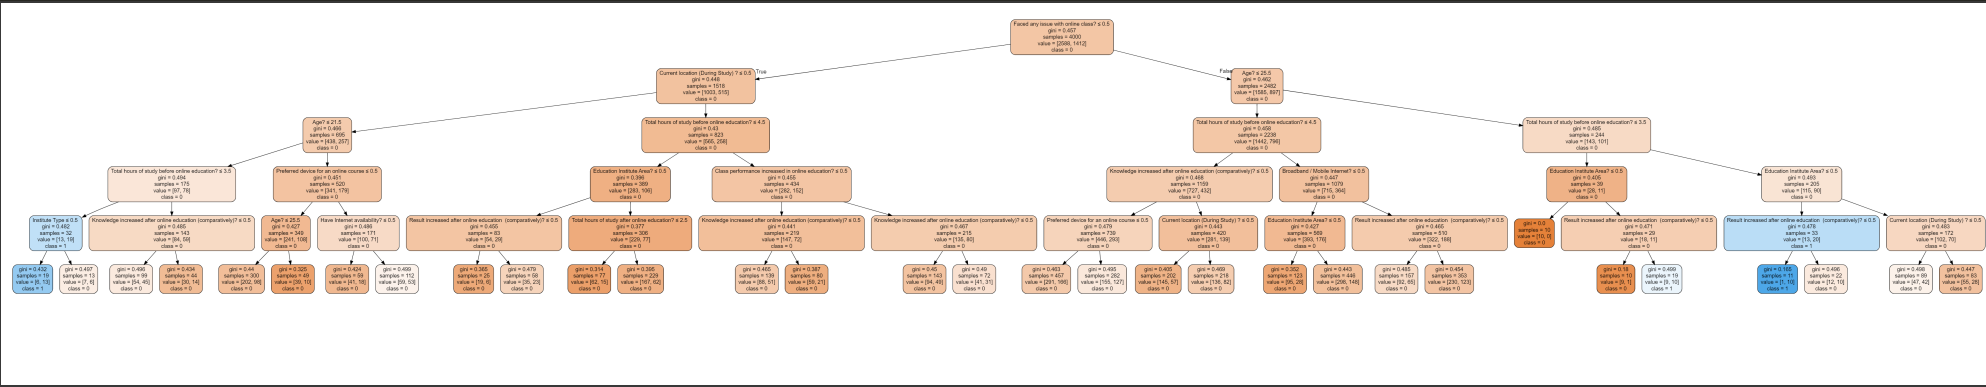 Faced any issue with online class? ≤ 0.5
gini = 0.457
samples = 4000
value = [2588, 1412]
class = 0
True
False
Current location (During Study) ? ≤ 0.5
gini = 0.448
samples = 1518
value = [1003, 515]
class = 0
Age? ≤ 25.5
gini = 0.462
samples = 2482
value = [1585, 897]
class = 0
Age? ≤ 21.5
gini = 0.466
samples = 695
value = [438, 257]
class = 0
Total hours of study before online education? ≤ 4.5
gini = 0.43
samples = 823
value = [565, 258]
class = 0
Total hours of study before online education? ≤ 4.5
gini = 0.458
samples = 2238
value = [1442, 796]
class = 0
Total hours of study before online education? ≤ 3.5
gini = 0.485
samples = 244
value = [143, 101]
class = 0
Total hours of study before online education? ≤ 3.5
gini = 0.494
samples = 175
value = [97, 78]
class = 0
Preferred device for an online course ≤ 0.5
gini = 0.451
samples = 520
value = [341, 179]
class = 0
Education Institute Area? ≤ 0.5
gini = 0.396
samples = 389
value = [283, 106]
class = 0
Class performance increased in online education? ≤ 0.5
gini = 0.455
samples = 434
value = [282, 152]
class = 0
Knowledge increased after online education (comparatively)? ≤ 0.5
gini = 0.468
samples = 1159
value = [727, 432]
class = 0
Broadband / Mobile Internet? ≤ 0.5
gini = 0.447
samples = 1079
value = [715, 364]
class = 0
Education Institute Area? ≤ 0.5
gini = 0.405
samples = 39
value = [28, 11]
class = 0
Education Institute Area? ≤ 0.5
gini = 0.493
samples = 205
value = [115, 90]
class = 0
Institute Type ≤ 0.5
gini = 0.482
samples = 32
value = [13, 19]
class = 1
Knowledge increased after online education (comparatively)? ≤ 0.5
gini = 0.485
samples = 143
value = [84, 59]
class = 0
Age? ≤ 25.5
gini = 0.427
samples = 349
value = [241, 108]
class = 0
Have Internet availability? ≤ 0.5
gini = 0.486
samples = 171
value = [100, 71]
class = 0
Result increased after online education (comparatively)? ≤ 0.5
gini = 0.455
samples = 83
value = [54, 29]
class = 0
Total hours of study after online education? ≤ 2.5
gini = 0.377
samples = 306
value = [229, 77]
class = 0
Knowledge increased after online education (comparatively)? ≤ 0.5
gini = 0.441
samples = 219
value = [147, 72]
class = 0
Knowledge increased after online education (comparatively)? ≤ 0.5
gini = 0.467
samples = 215
value = [135, 80]
class = 0
Preferred device for an online course ≤ 0.5
gini = 0.479
samples = 739
value = [446, 293]
class = 0
Current location (During Study) ? ≤ 0.5
gini = 0.443
samples = 420
value = [281, 139]
class = 0
Education Institute Area? ≤ 0.5
gini = 0.427
samples = 569
value = [393, 176]
class = 0
Result increased after online education (comparatively)? ≤ 0.5
gini = 0.465
samples = 510
value = [322, 188]
class = 0
gini = 0.0
samples = 10
value = [10, 0]
class = 0
Result increased after online education (comparatively)? ≤ 0.5
gini = 0.471
samples = 29
value = [18, 11]
class = 0
Result increased after online education (comparatively)? ≤ 0.5
gini = 0.478
samples = 33
value = [13, 20]
class = 1
Current location (During Study) ? ≤ 0.5
gini = 0.483
samples = 172
value = [102, 70]
class = 0
gini = 0.432
samples = 19
value = [6, 13]
class = 1
gini = 0.497
samples = 13
value = [7, 6]
class = 0
gini = 0.496
samples = 99
value = [54, 45]
class = 0
gini = 0.434
samples = 44
value = [30, 14]
class = 0
gini = 0.44
samples = 300
value = [202, 98]
class = 0
gini = 0.325
samples = 49
value = [39, 10]
class = 0
gini = 0.424
samples = 59
value = [41, 18]
class = 0
gini = 0.499
samples = 112
value = [59, 53]
class = 0
gini = 0.365
samples = 25
value = [19, 6]
class = 0
gini = 0.479
samples = 58
value = [35, 23]
class = 0
gini = 0.314
samples = 77
value = [62, 15]
class = 0
gini = 0.395
samples = 229
value = [167, 62]
class = 0
gini = 0.465
samples = 139
value = [88, 51]
class = 0
gini = 0.387
samples = 80
value = [59, 21]
class = 0
gini = 0.45
samples = 143
value = [94, 49]
class = 0
gini = 0.49
samples = 72
value = [41, 31]
class = 0
gini = 0.463
samples = 457
value = [291, 166]
class = 0
gini = 0.495
samples = 282
value = [155, 127]
class = 0
gini = 0.405
samples = 202
value = [145, 57]
class = 0
gini = 0.469
samples = 218
value = [136, 82]
class = 0
gini = 0.352
samples = 123
value = [95, 28]
class = 0
gini = 0.443
samples = 446
value = [298, 148]
class = 0
gini = 0.485
samples = 157
value = [92, 65]
class = 0
gini = 0.454
samples = 353
value = [230, 123]
class = 0
gini = 0.18
samples = 10
value = [9, 1]
class = 0
gini = 0.499
samples = 19
value = [9, 10]
class = 1
gini = 0.165
samples = 11
value = [1, 10]
class = 1
gini = 0.496
samples = 22
value = [12, 10]
class = 0
gini = 0.498
samples = 89
value = [47, 42]
class = 0
gini = 0.447
samples = 83
value = [55, 28]
class = 0